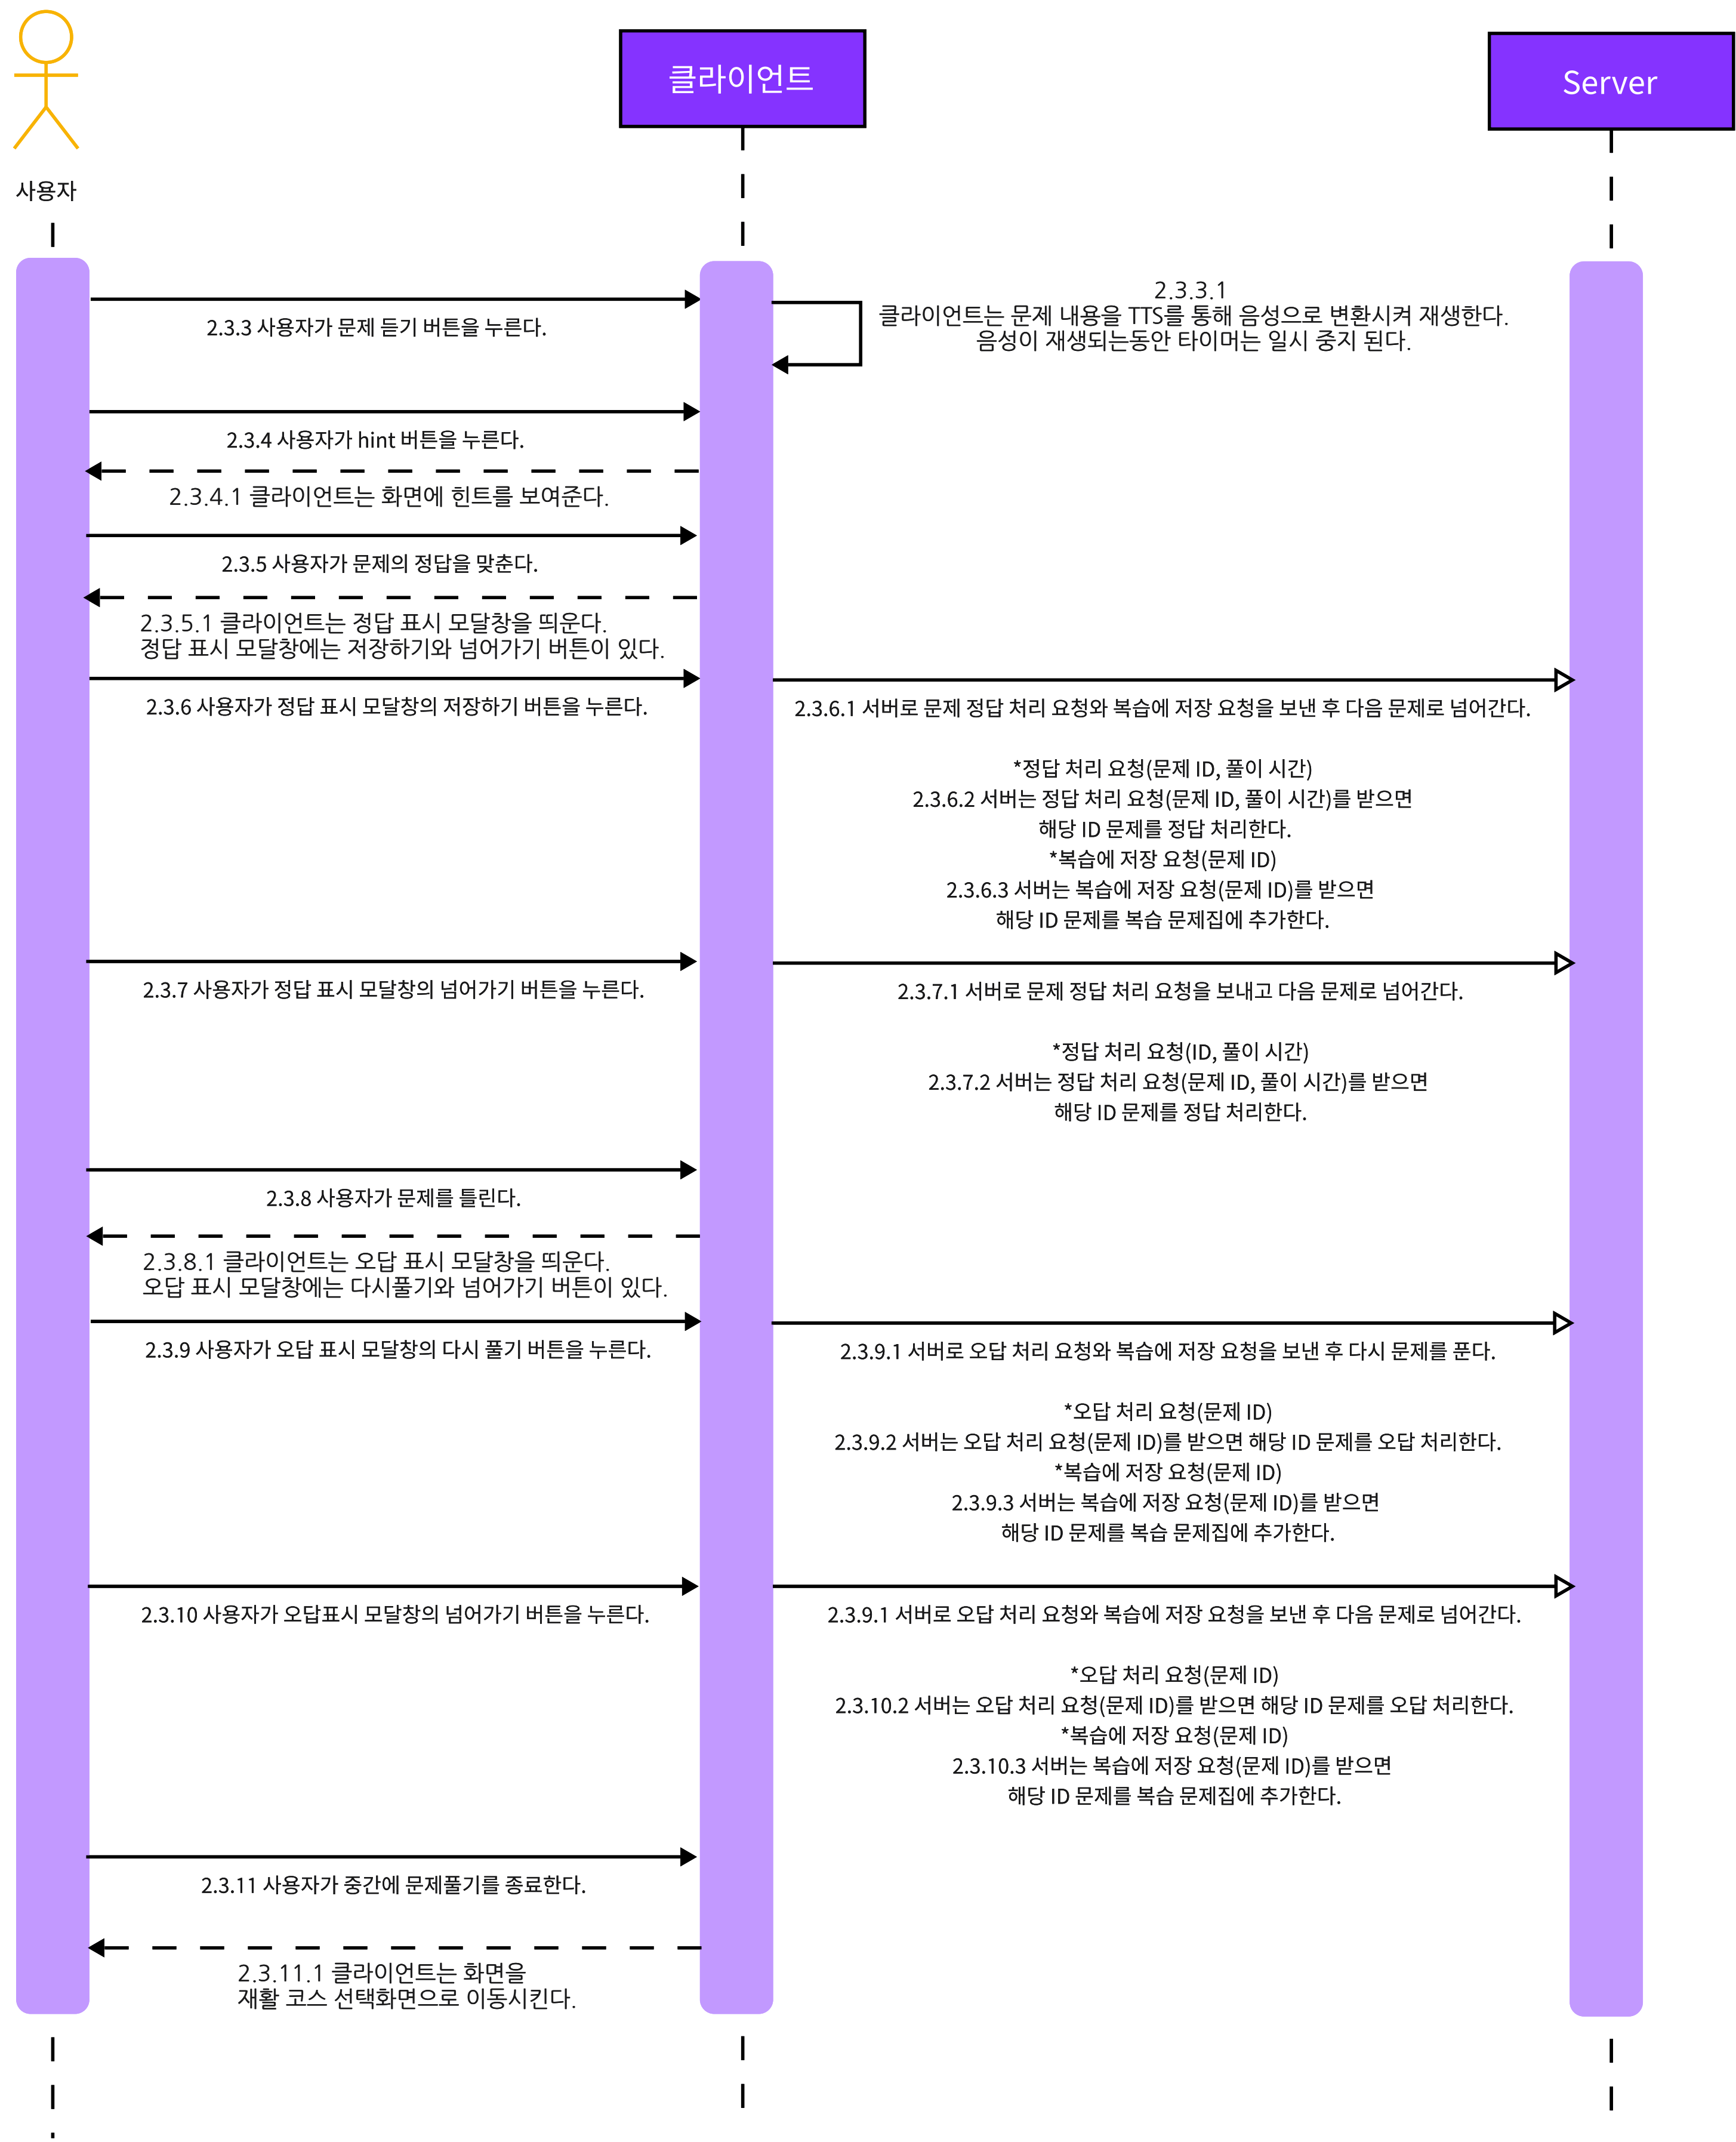 클라이언트
Server
사용자
2.3.3 사용자가 문제 듣기 버튼을 누른다.
2.3.3.1
클라이언트는 문제 내용을 TTS를 통해 음성으로 변환시켜 재생한다.
음성이 재생되는동안 타이머는 일시 중지 된다.
2.3.4 사용자가 hint 버튼을 누른다.
2.3.4.1 클라이언트는 화면에 힌트를 보여준다.
2.3.5 사용자가 문제의 정답을 맞춘다.
2.3.5.1 클라이언트는 정답 표시 모달창을 띄운다.
정답 표시 모달창에는 저장하기와 넘어가기 버튼이 있다.
2.3.6 사용자가 정답 표시 모달창의 저장하기 버튼을 누른다.
2.3.6.1 서버로 문제 정답 처리 요청와 복습에 저장 요청을 보낸 후 다음 문제로 넘어간다.
*정답 처리 요청(문제 ID, 풀이 시간)
2.3.6.2 서버는 정답 처리 요청(문제 ID, 풀이 시간)를 받으면
해당 ID 문제를 정답 처리한다.
*복습에 저장 요청(문제 ID)
2.3.6.3 서버는 복습에 저장 요청(문제 ID)를 받으면
해당 ID 문제를 복습 문제집에 추가한다.
2.3.7 사용자가 정답 표시 모달창의 넘어가기 버튼을 누른다.
2.3.7.1 서버로 문제 정답 처리 요청을 보내고 다음 문제로 넘어간다.
*정답 처리 요청(ID, 풀이 시간)
2.3.7.2 서버는 정답 처리 요청(문제 ID, 풀이 시간)를 받으면
해당 ID 문제를 정답 처리한다.
2.3.8 사용자가 문제를 틀린다.
2.3.8.1 클라이언트는 오답 표시 모달창을 띄운다.
오답 표시 모달창에는 다시풀기와 넘어가기 버튼이 있다.
2.3.9 사용자가 오답 표시 모달창의 다시 풀기 버튼을 누른다.
2.3.9.1 서버로 오답 처리 요청와 복습에 저장 요청을 보낸 후 다시 문제를 푼다.
*오답 처리 요청(문제 ID)
2.3.9.2 서버는 오답 처리 요청(문제 ID)를 받으면 해당 ID 문제를 오답 처리한다.
*복습에 저장 요청(문제 ID)
2.3.9.3 서버는 복습에 저장 요청(문제 ID)를 받으면
해당 ID 문제를 복습 문제집에 추가한다.
2.3.10 사용자가 오답표시 모달창의 넘어가기 버튼을 누른다.
2.3.9.1 서버로 오답 처리 요청와 복습에 저장 요청을 보낸 후 다음 문제로 넘어간다.
*오답 처리 요청(문제 ID)
2.3.10.2 서버는 오답 처리 요청(문제 ID)를 받으면 해당 ID 문제를 오답 처리한다.
*복습에 저장 요청(문제 ID)
2.3.10.3 서버는 복습에 저장 요청(문제 ID)를 받으면
해당 ID 문제를 복습 문제집에 추가한다.
2.3.11 사용자가 중간에 문제풀기를 종료한다.
2.3.11.1 클라이언트는 화면을
재활 코스 선택화면으로 이동시킨다.